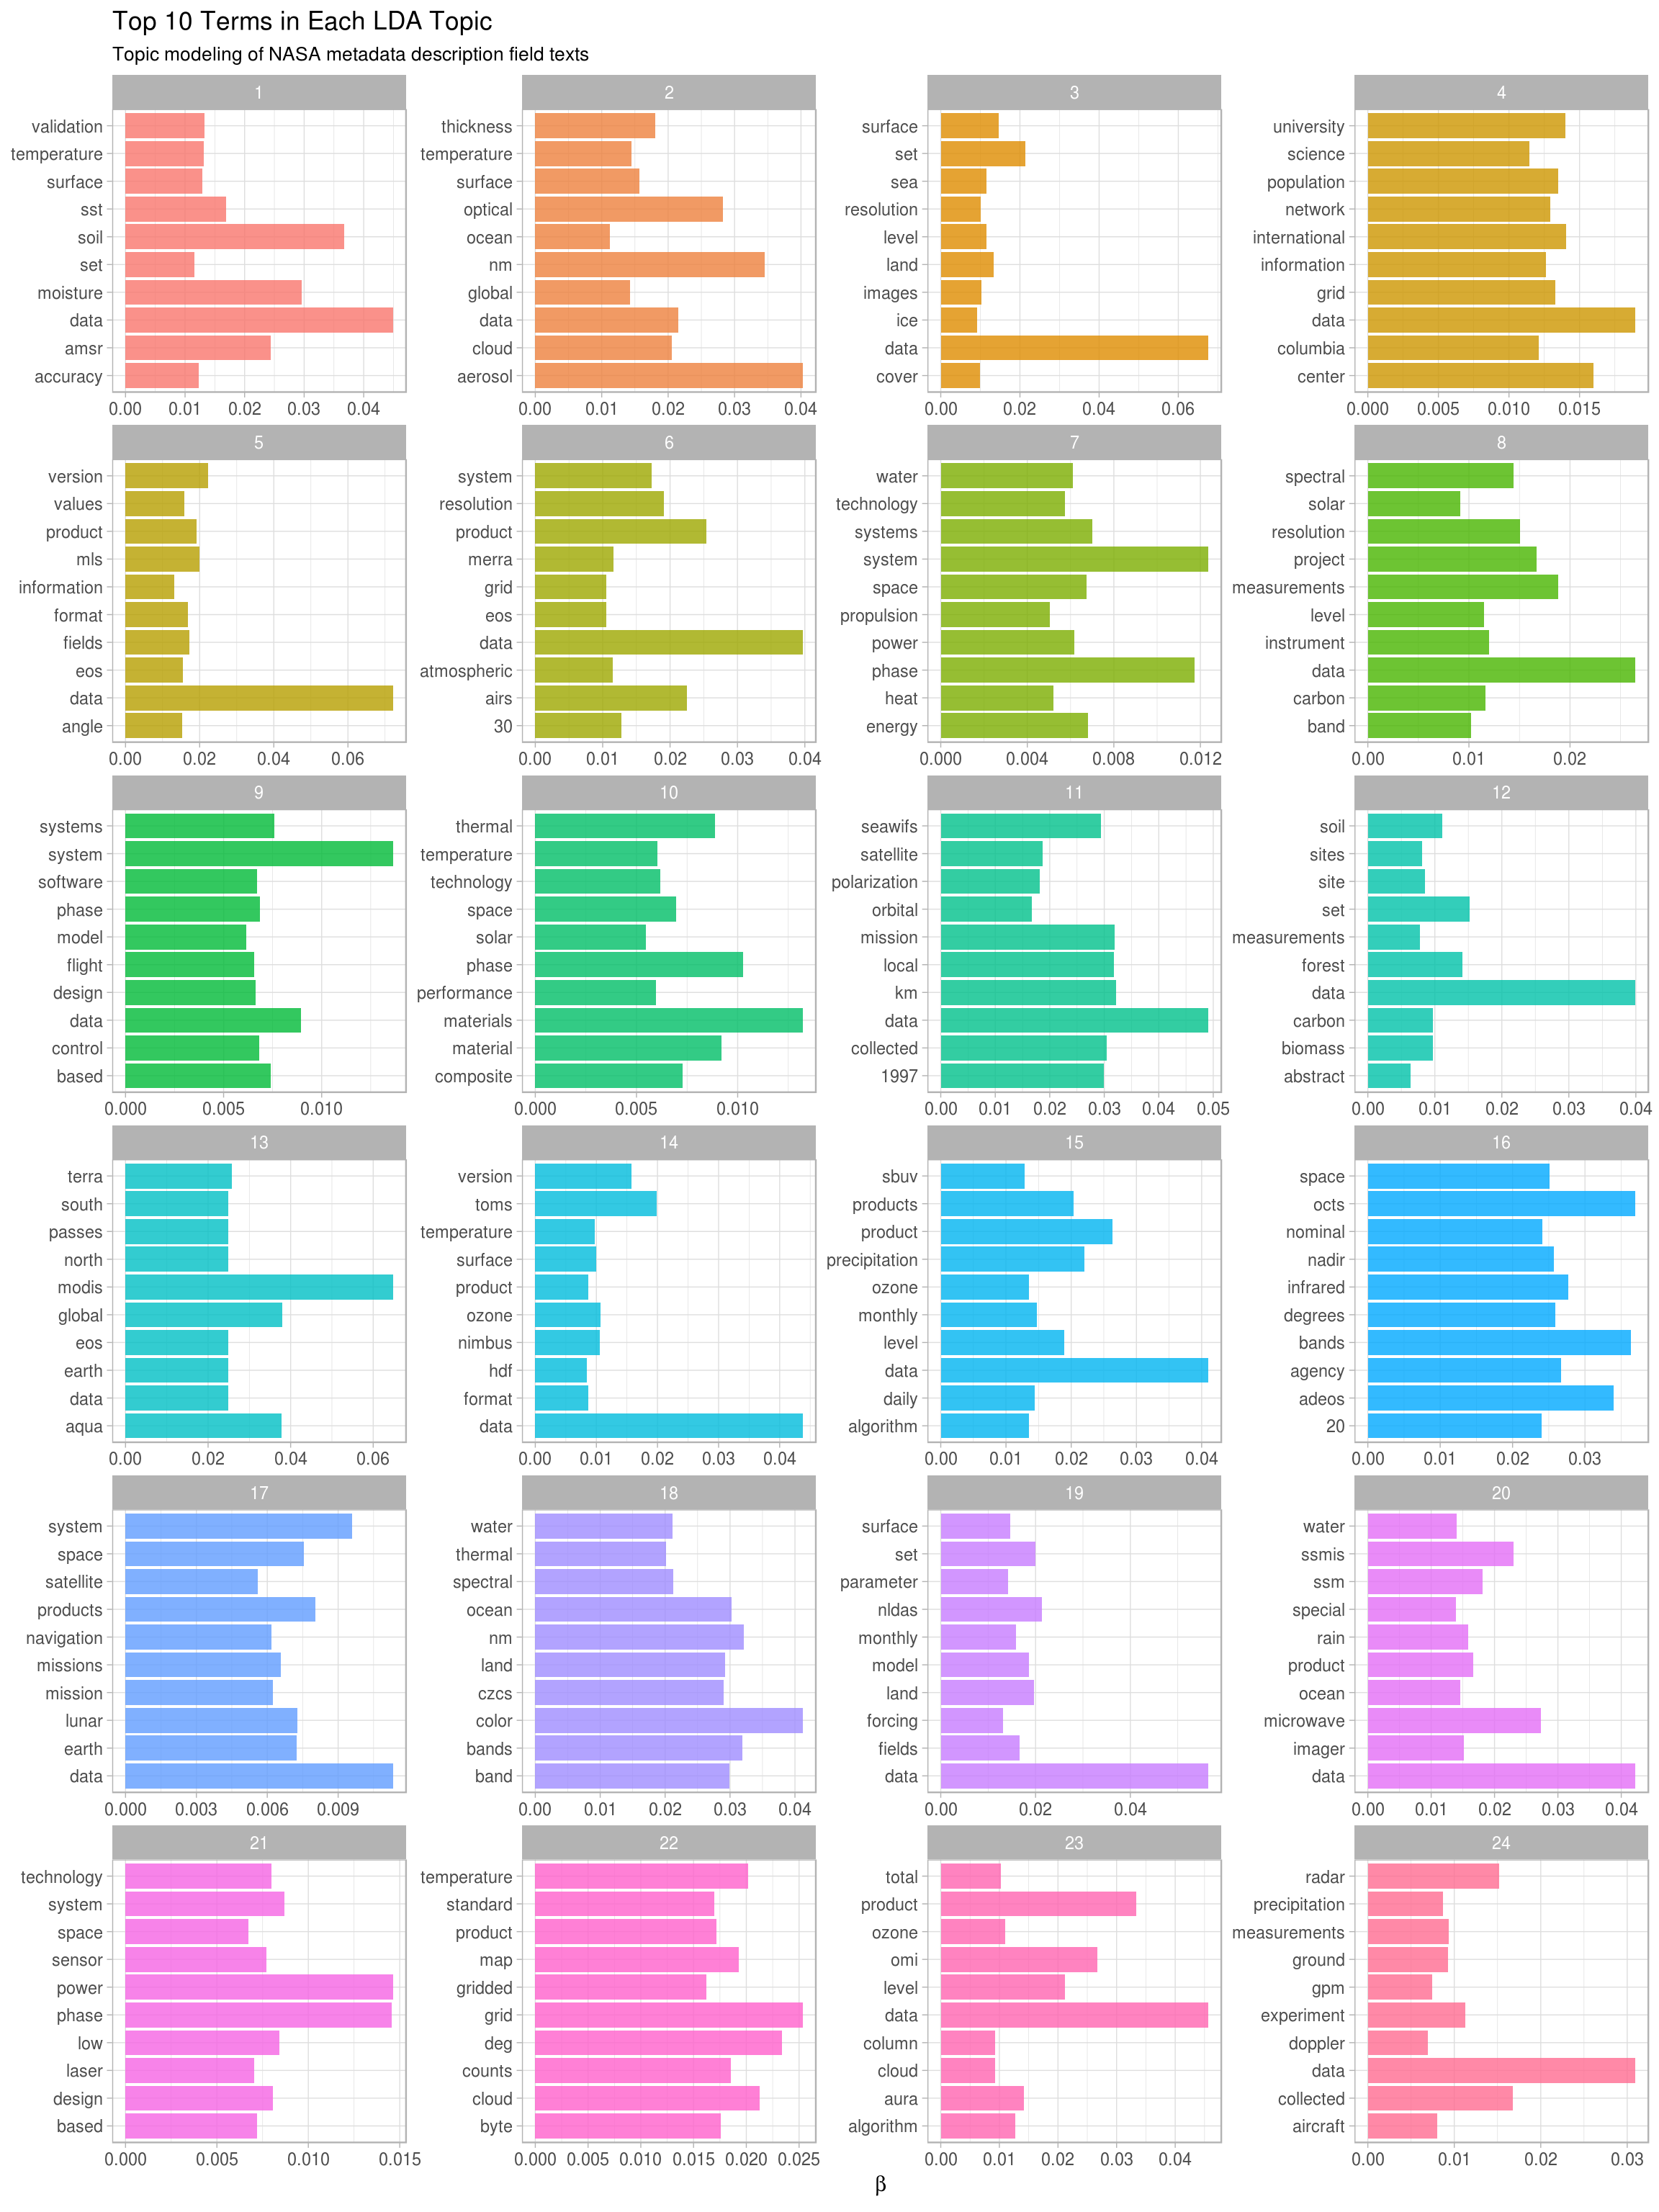 Top 10 Terms in Each LDA Topic
Topic modeling of NASA metadata description field texts
1
validation
temperature
surface
sst
soil
set
moisture
data
amsr
accuracy
0.00 0.01 0.02 0.03 0.04
2
thickness
temperature
surface
optical
ocean
nm
global
data
cloud
aerosol
0.00 0.01 0.02 0.03 0.04
3
surface
set
sea
resolution
level
land
images
ice
data
cover
0.00 0.02 0.04 0.06
4
university
science
population
network
international
information
grid
data
columbia
center
0.000 0.005 0.010 0.015
5
version
values
product
mls
information
format
fields
eos
data
angle
0.00 0.02 0.04 0.06
6
system
resolution
product
merra
grid
eos
data
atmospheric
airs
30
0.00 0.01 0.02 0.03 0.04
7
water
technology
systems
system
space
propulsion
power
phase
heat
energy
0.000 0.004 0.008 0.012
8
spectral
solar
resolution
project
measurements
level
instrument
data
carbon
band
0.00 0.01 0.02
9
systems
system
software
phase
model
flight
design
data
control
based
0.000 0.005 0.010
10
thermal
temperature
technology
space
solar
phase
performance
materials
material
composite
0.000 0.005 0.010
11
seawifs
satellite
polarization
orbital
mission
local
km
data
collected
1997
0.00 0.01 0.02 0.03 0.04 0.05
12
soil
sites
site
set
measurements
forest
data
carbon
biomass
abstract
0.00 0.01 0.02 0.03 0.04
13
terra
south
passes
north
modis
global
eos
earth
data
aqua
0.00 0.02 0.04 0.06
14
version
toms
temperature
surface
product
ozone
nimbus
hdf
format
data
0.00 0.01 0.02 0.03 0.04
15
sbuv
products
product
precipitation
ozone
monthly
level
data
daily
algorithm
0.00 0.01 0.02 0.03 0.04
16
space
octs
nominal
nadir
infrared
degrees
bands
agency
adeos
20
0.00 0.01 0.02 0.03
17
system
space
satellite
products
navigation
missions
mission
lunar
earth
data
0.000 0.003 0.006 0.009
18
water
thermal
spectral
ocean
nm
land
czcs
color
bands
band
0.00 0.01 0.02 0.03 0.04
19
surface
set
parameter
nldas
monthly
model
land
forcing
fields
data
0.00 0.02 0.04
20
water
ssmis
ssm
special
rain
product
ocean
microwave
imager
data
0.00 0.01 0.02 0.03 0.04
21
technology
system
space
sensor
power
phase
low
laser
design
based
0.000 0.005 0.010 0.015
22
temperature
standard
product
map
gridded
grid
deg
counts
cloud
byte
0.000 0.005 0.010 0.015 0.020 0.025
23
total
product
ozone
omi
level
data
column
cloud
aura
algorithm
0.00 0.01 0.02 0.03 0.04
24
radar
precipitation
measurements
ground
gpm
experiment
doppler
data
collected
aircraft
0.00 0.01 0.02 0.03
β